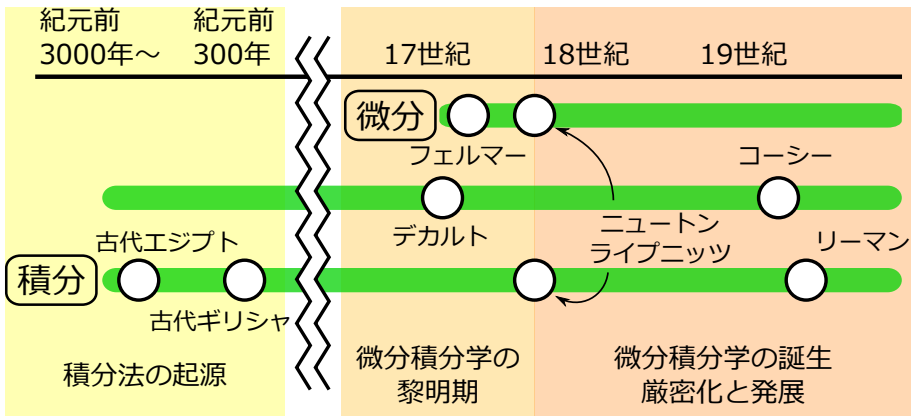 紀元前
3000年～
紀元前
300年
17世紀
18世紀
19世紀
微分
フェルマー
コーシー
デカルト
ニュートン
ライプニッツ
古代エジプト
リーマン
積分
古代ギリシャ
積分法の起源
微分積分学の
黎明期
微分積分学の誕生
厳密化と発展